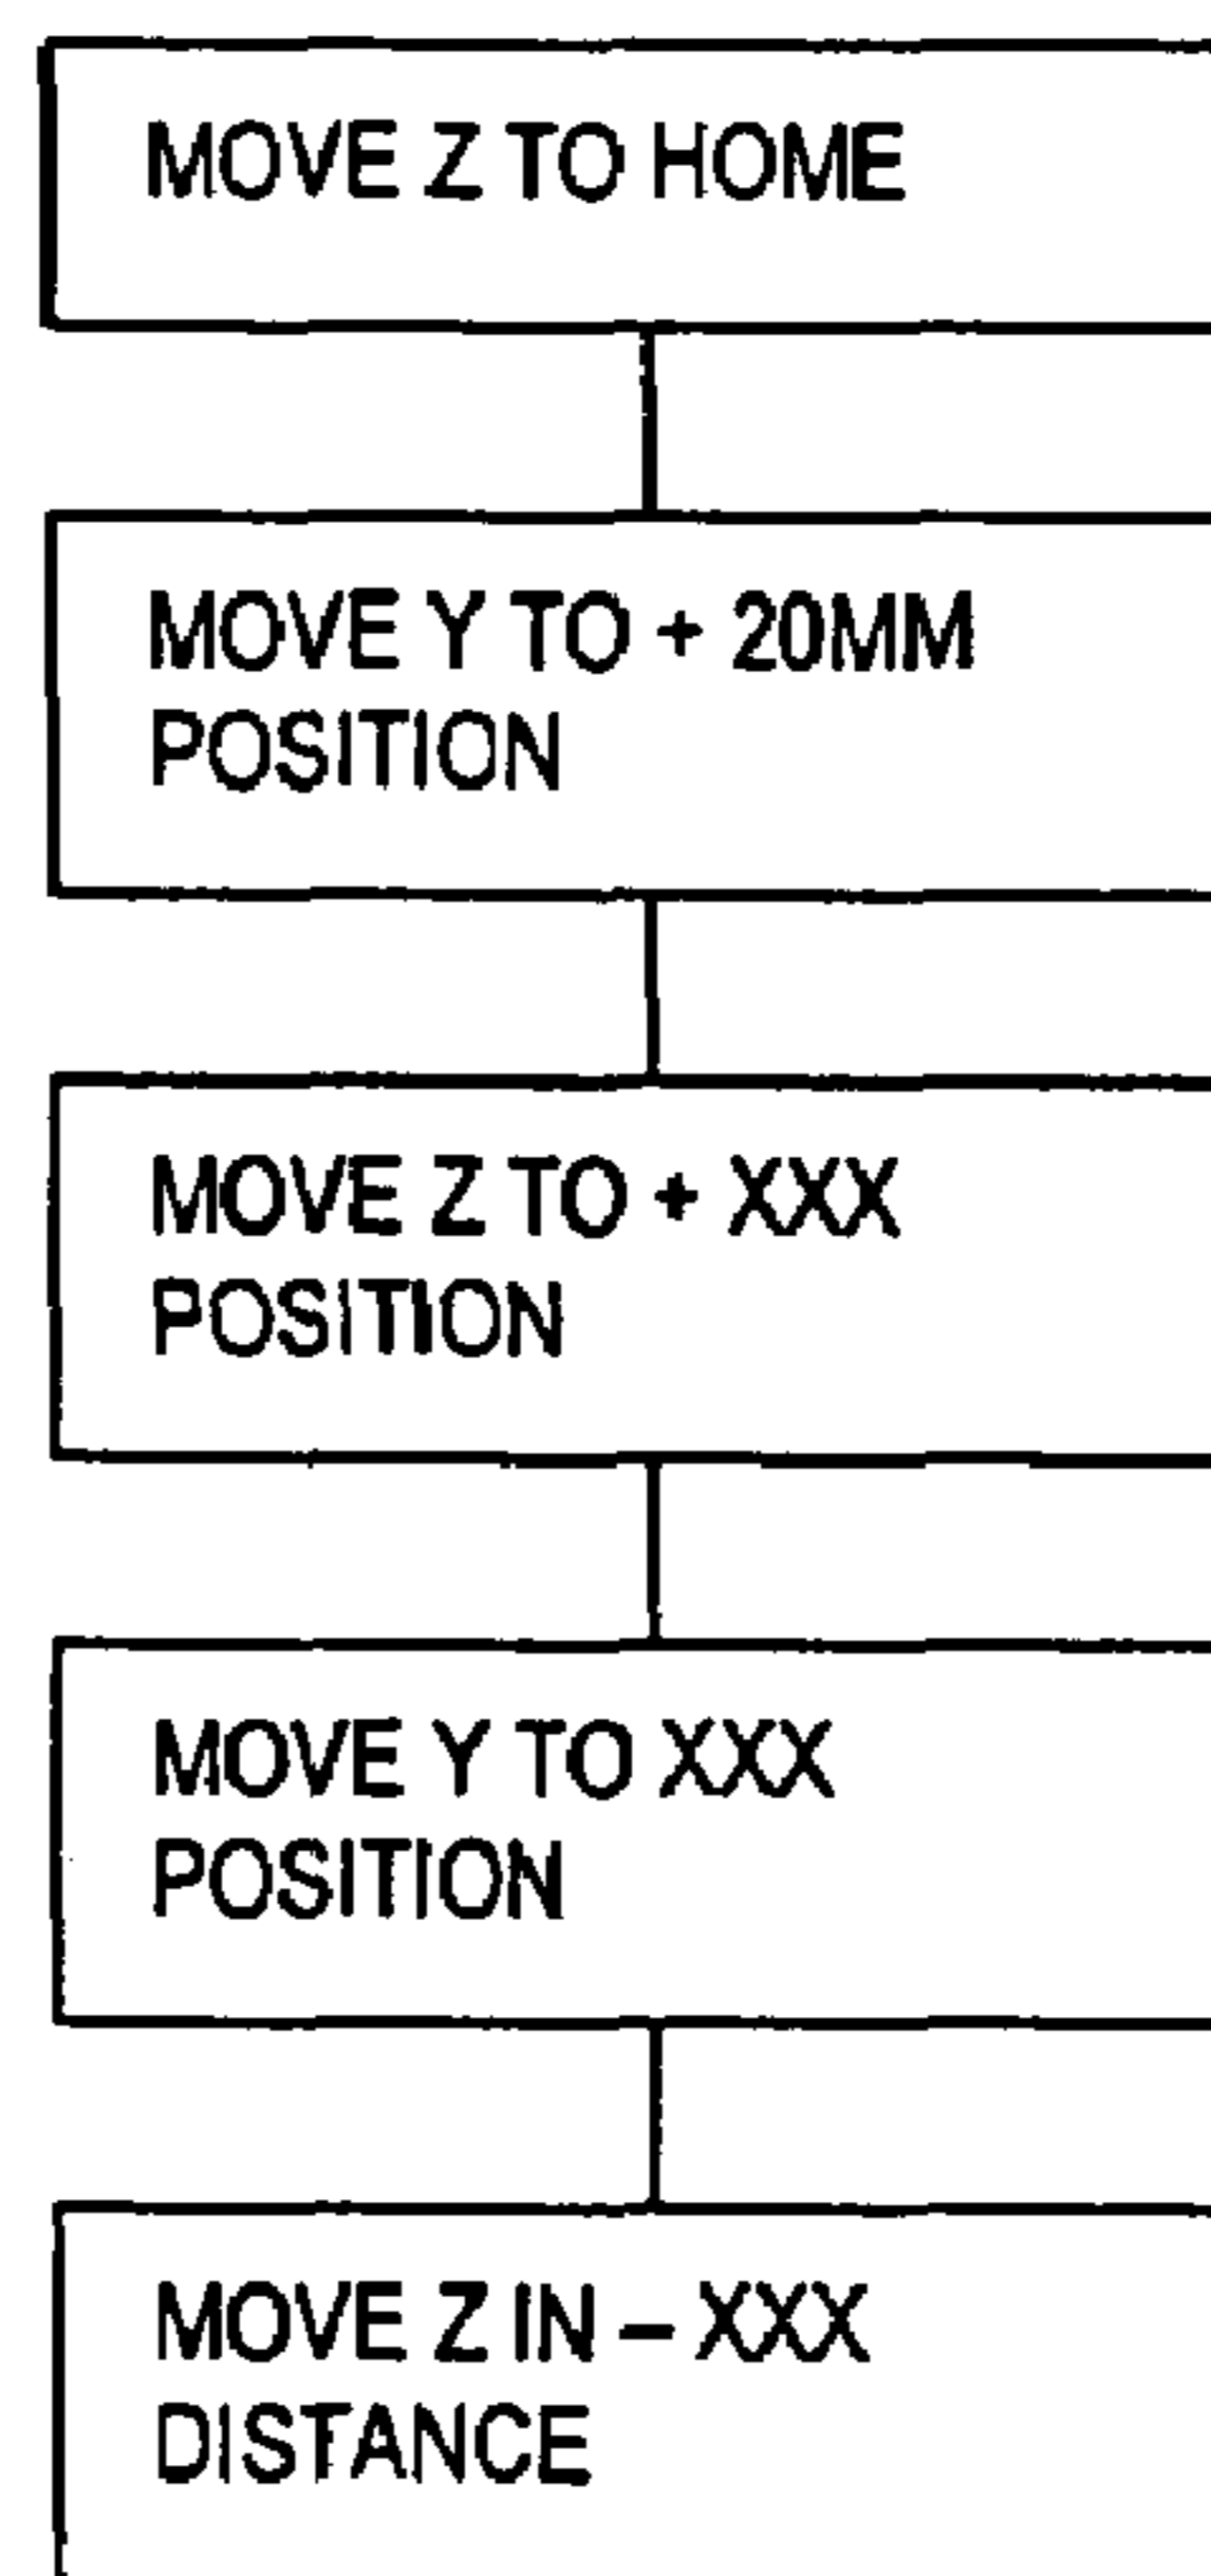 MOVE Z TO HOME
MOVE Y TO + 20MM
POSITION
MOVE Z TO + XXX
POSITION
MOVE Y TO XXX
POSITION
MOVE Z IN – XXX
DISTANCE